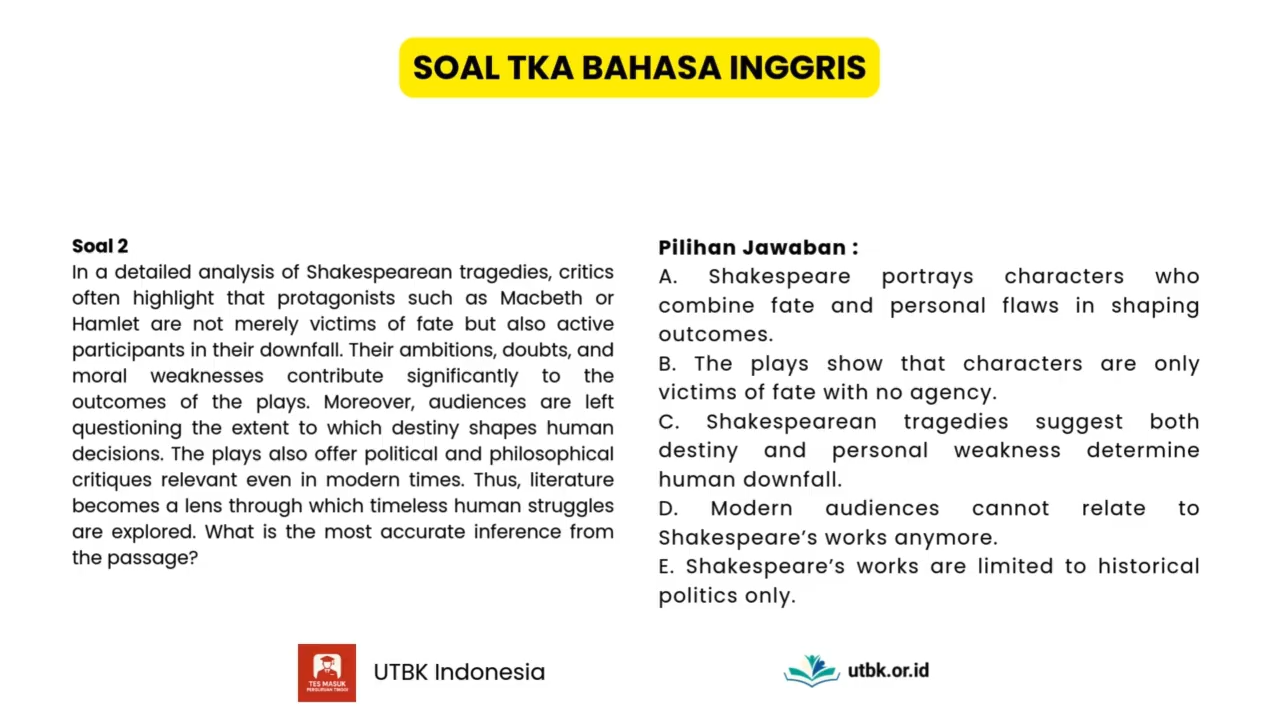 SOAL TKA BAHASA INGGRIS
Soal 2
In a detailed analysis of Shakespearean tragedies, critics
often highlight that protagonists such as Macbeth or
Hamlet are not merely victims of fate but also active
participants in their downfall. Their ambitions, doubts, and
moral weaknesses contribute significantly to the
outcomes of the plays. Moreover, audiences are left
questioning the extent to which destiny shapes human
decisions. The plays also offer political and philosophical
critiques relevant even in modern times. Thus, literature
becomes a lens through which timeless human struggles
are explored. What is the most accurate inference from
the passage?
Pilihan Jawaban :
A. Shakespeare portrays characters who
combine fate and personal flaws in shaping
outcomes.
B. The plays show that characters are only
victims of fate with no agency.
C. Shakespearean tragedies suggest both
destiny and personal weakness determine
human downfall.
D. Modern audiences cannot relate to
Shakespeare’s works anymore.
E. Shakespeare’s works are limited to historical
politics only.
TES MASUK
PERGURUAN TINGGI
UTBK Indonesia
utbk.or.id